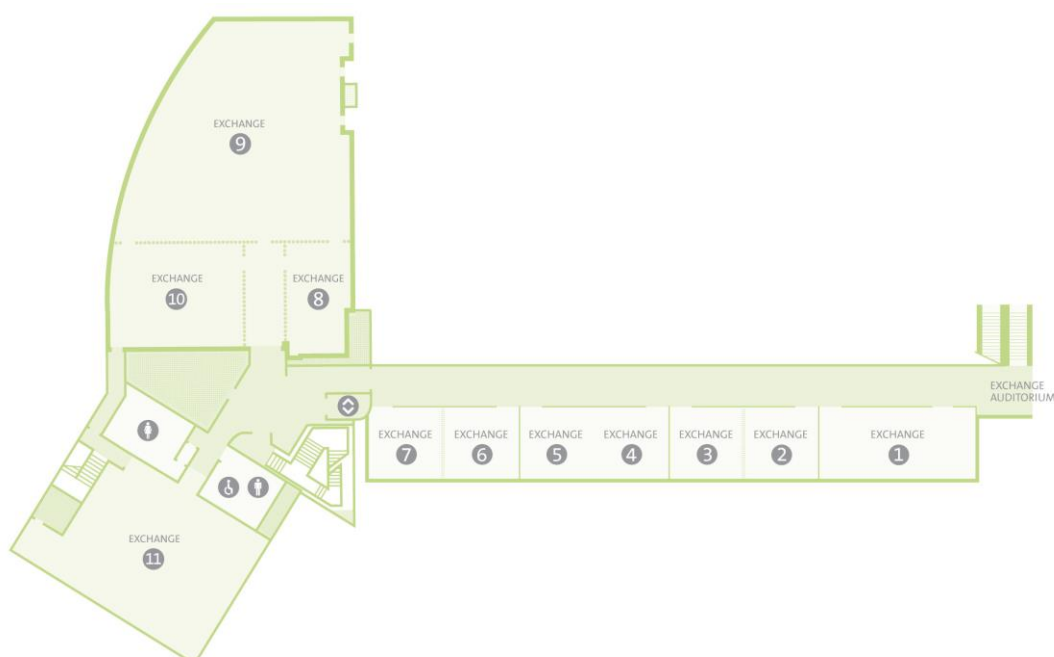 EXCHANGE
9
EXCHANGE
10
EXCHANGE
8
EXCHANGE
AUDITORIUM
EXCHANGE
7
EXCHANGE
6
EXCHANGE
5
EXCHANGE
4
EXCHANGE
3
EXCHANGE
2
EXCHANGE
1
EXCHANGE
11